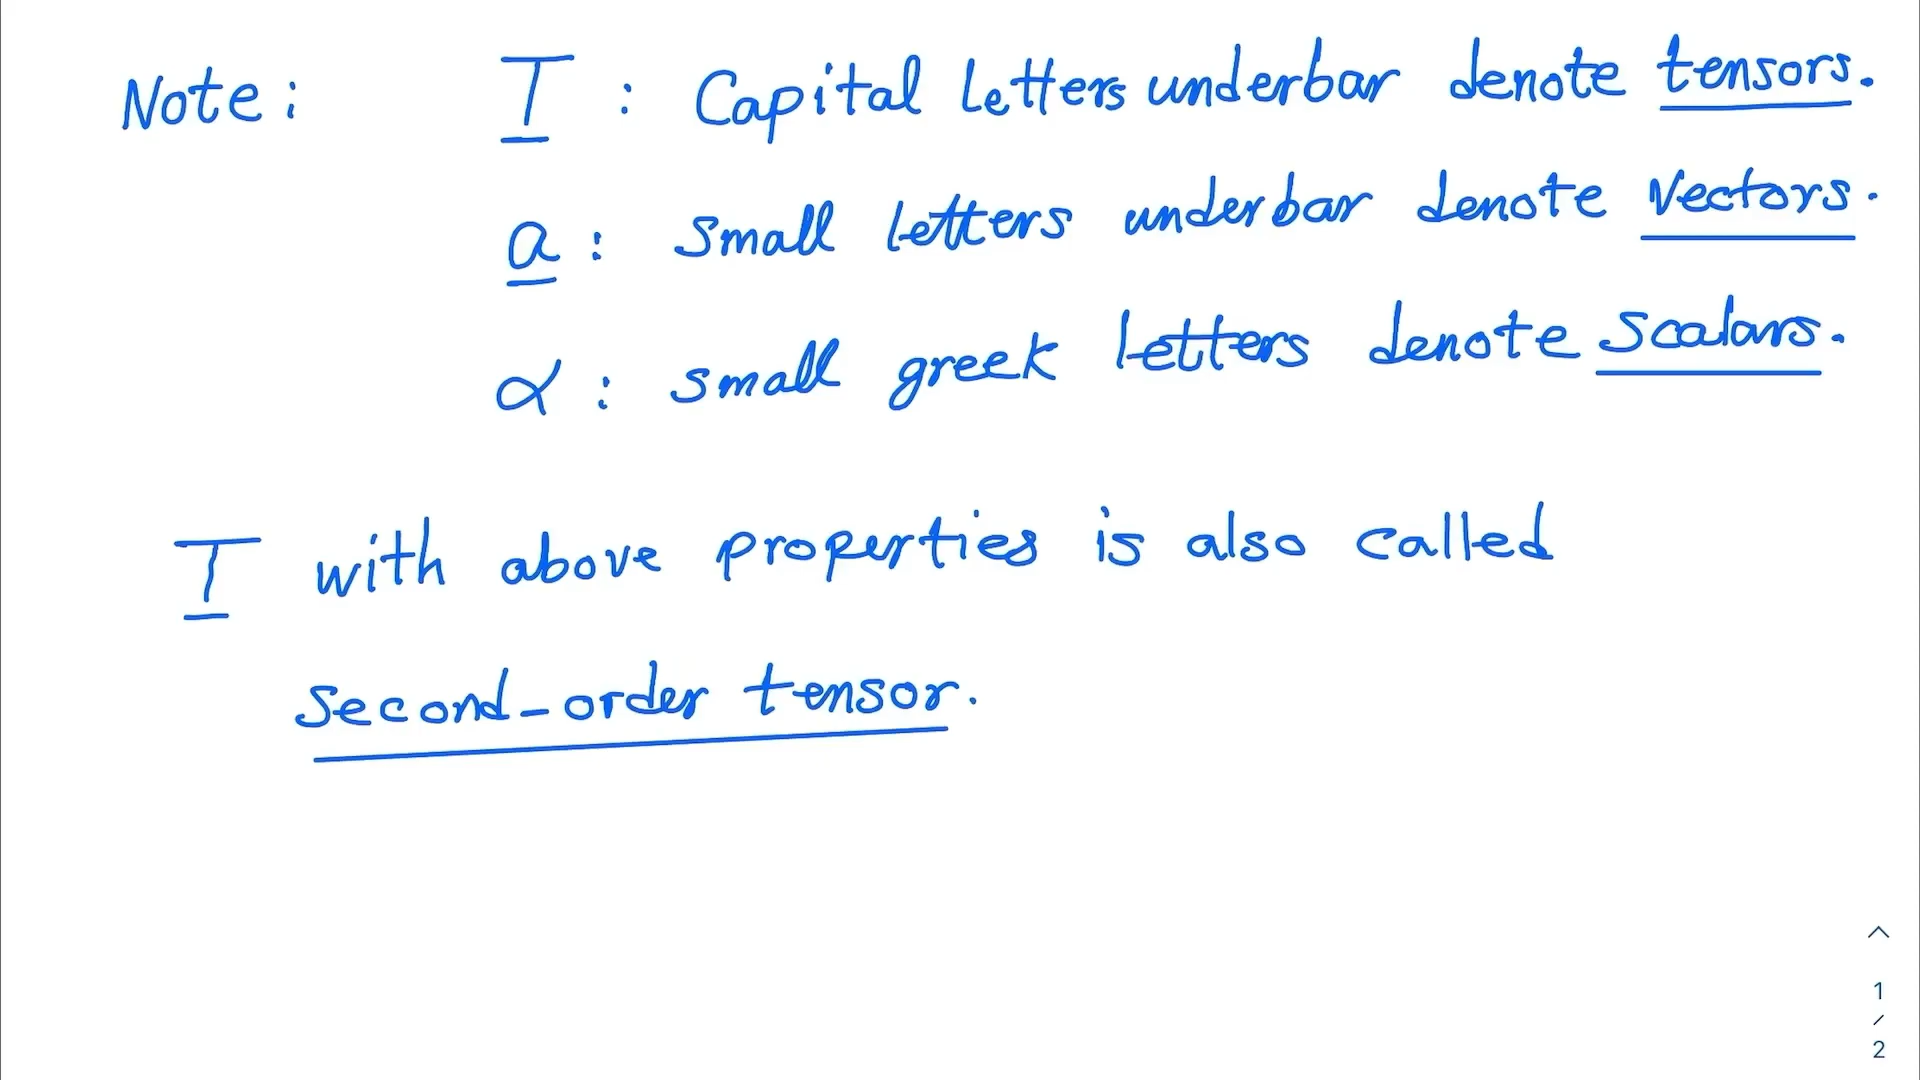 Note: T : Capital Letters underbar denote tensors.
a : Small letters underbar denote Vectors.
α : small greek letters denote Scalars.
T with above properties is also called
Second-order tensor.
1
/
2